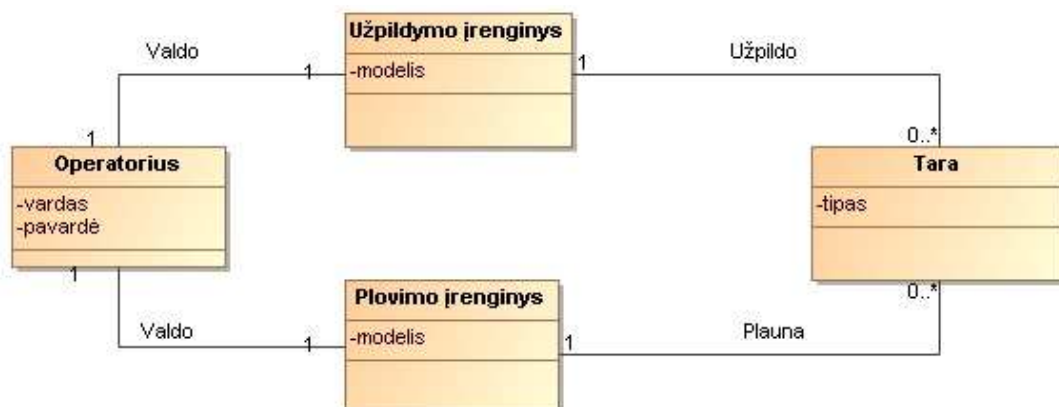 Užpildymo įrenginys
-modelis
Valdo
Užpildo
1
1
1
0..*
Operatorius
-vardas
-pavardė
Tara
-tipas
1
0..*
Plovimo įrenginys
-modelis
Valdo
Plauna
1
1